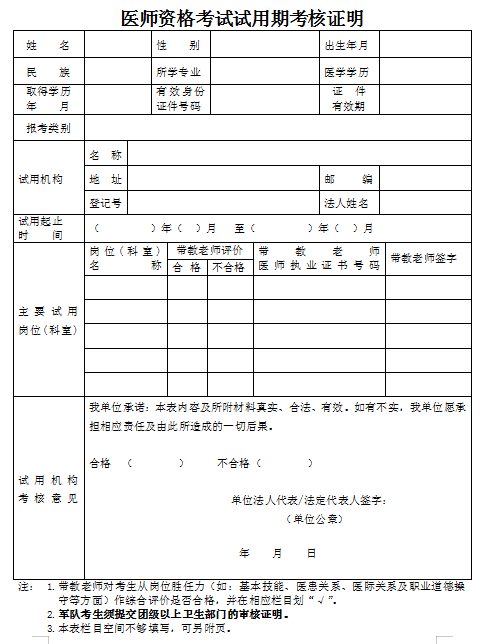 医师资格考试试用期考核证明
姓 名 性 别 出生年月
民 族 所学专业 医学学历
取得学历 有效身份 证 件
年 月 证件号码 有效期
报考类别
试用机构
名 称
地 址 邮 编
登记号 法人姓名
试用起止
时 间
（ ）年（ ）月 至（ ）年（ ）月
主要试用
岗位(科室)
岗位(科室)
名 称
带教老师评价
合 格 不合格
带教老师
医师执业证书号码
带教老师签字
试用机构
考核意见
我单位承诺：本表内容及所附材料真实、合法、有效。如有不实，我单位愿承
担相应责任及由此所造成的一切后果。
合格 （ ） 不合格（ ）
单位法人代表/法定代表人签字：
（单位公章）
年 月 日
注： 1. 带教老师对考生从岗位胜任力（如：基本技能、医患关系、医际关系及职业道德操
守等方面）作综合评价是否合格，并在相应栏目划“√”。
2. 军队考生须提交团级以上卫生部门的审核证明。
3. 本表栏目空间不够填写，可另附页。